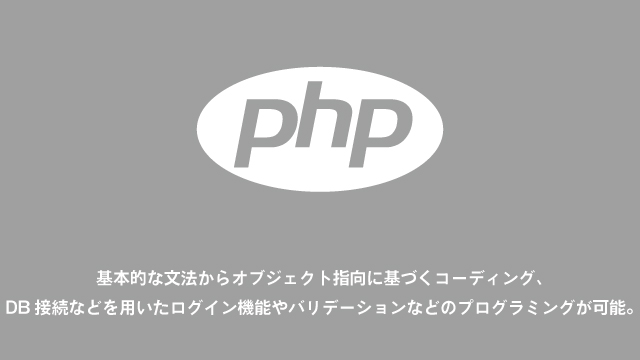 php
基本的な文法からオブジェクト指向に基づくコーディング、
DB 接続などを用いたログイン機能やバリデーションなどのプログラミングが可能。